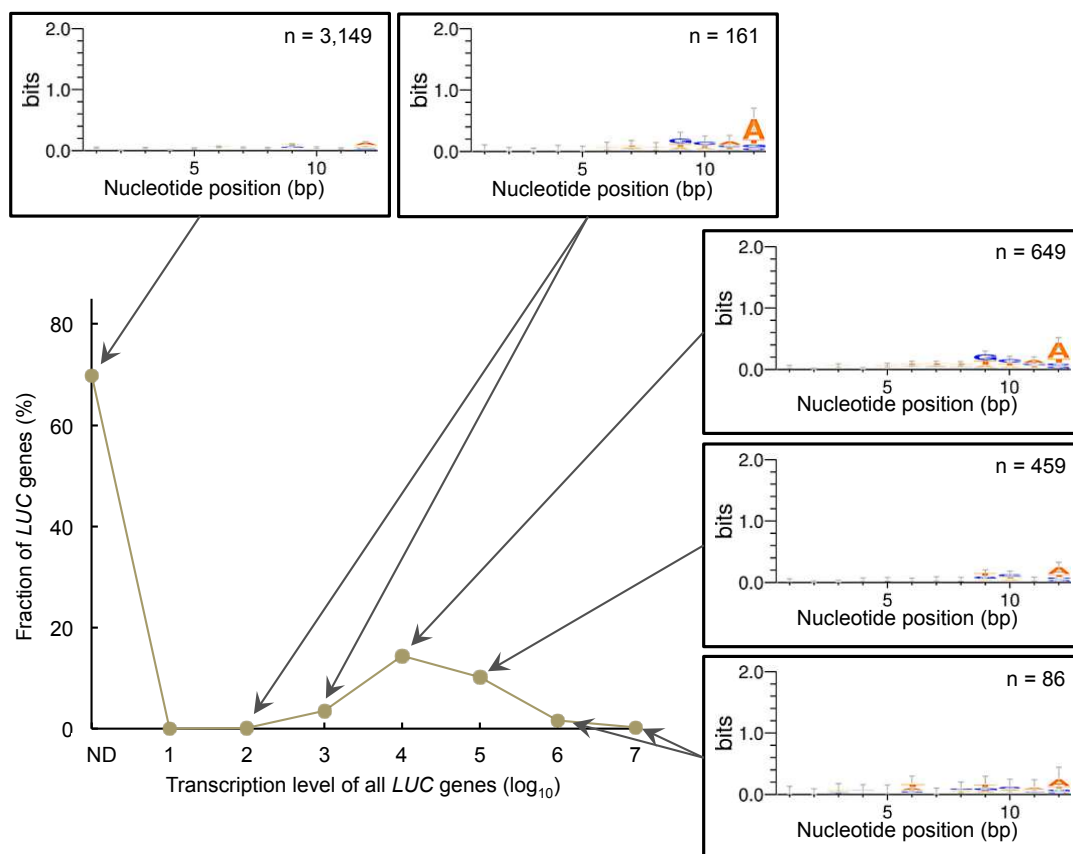 n = 3,149
2.0
1.0
0.0
bits
5
10
Nucleotide position (bp)
n = 161
2.0
1.0
0.0
bits
A
5
10
Nucleotide position (bp)
n = 649
2.0
1.0
0.0
bits
A
5
10
Nucleotide position (bp)
n = 459
2.0
1.0
0.0
bits
A
5
10
Nucleotide position (bp)
n = 86
2.0
1.0
0.0
bits
A
5
10
Nucleotide position (bp)
Fraction of LUC genes (%)
80
60
40
20
0
ND 1 2 3 4 5 6 7
Transcription level of all LUC genes (log10)